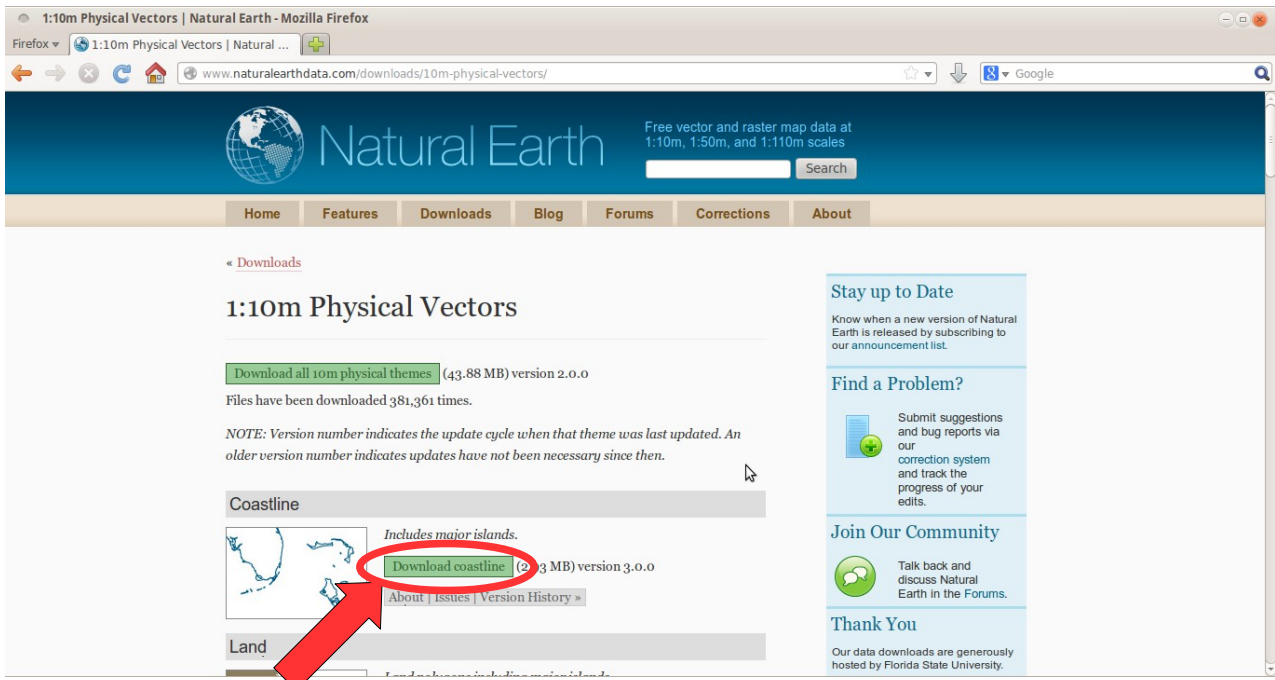 1:10m Physical Vectors | Natural Earth - Mozilla Firefox
Firefox
1:10m Physical Vectors | Natural ...
www.naturalearthdata.com/downloads/10m-physical-vectors/
Google
Natural Earth
Free vector and raster map data at
1:10m, 1:50m, and 1:110m scales
Search
Home Features Downloads Blog Forums Corrections About
« Downloads
1:10m Physical Vectors
Download all 10m physical themes (43.88 MB) version 2.0.0
Files have been downloaded 381,361 times.
NOTE: Version number indicates the update cycle when that theme was last updated. An
older version number indicates updates have not been necessary since then.
Coastline
Includes major islands.
Download coastline MB) version 3.0.0
About | Issues | Version History »
Land
Land polygons including major islands
Stay up to Date
Know when a new version of Natural
Earth is released by subscribing to
our announcement list.
Find a Problem?
Submit suggestions
and bug reports via
our
correction system
and track the
progress of your
edits.
Join Our Community
Talk back and
discuss Natural
Earth in the Forums.
Thank You
Our data downloads are generously
hosted by Florida State University.